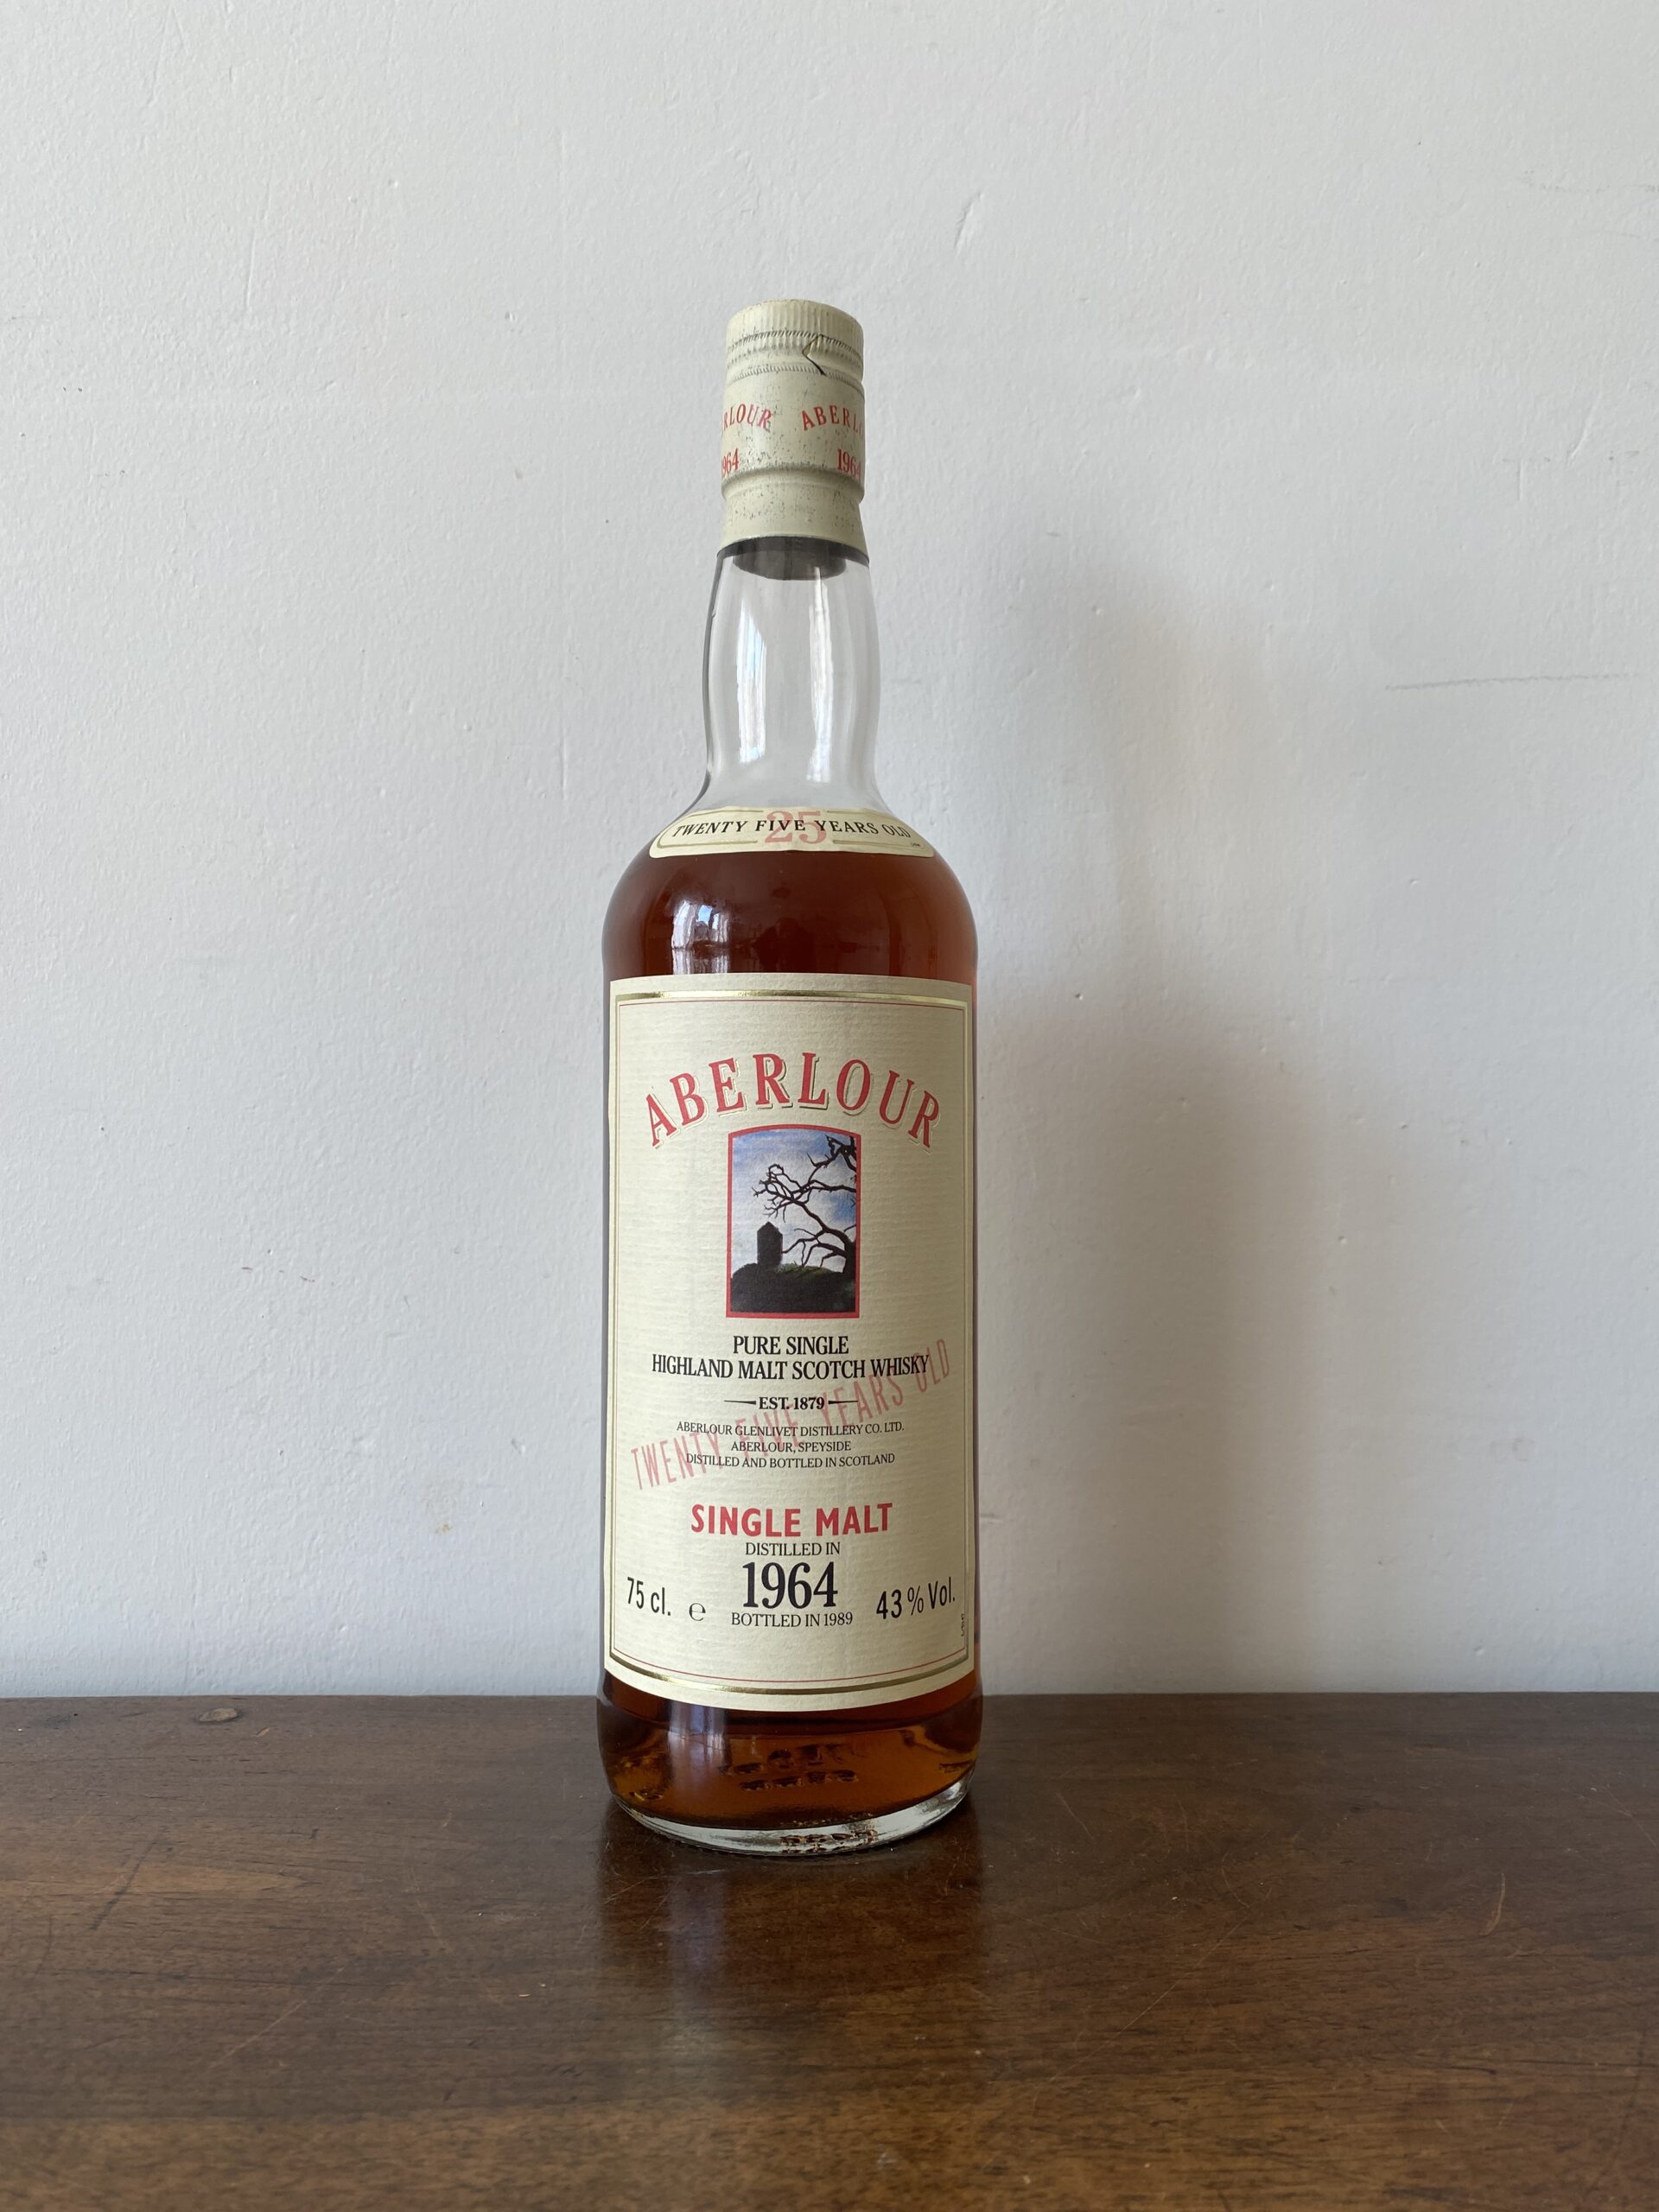 ABERLOUR
1964
TWENTY FIVE YEARS OLD
25
ABERLOUR
PURE SINGLE
HIGHLAND MALT SCOTCH WHISKY
EST. 1879
ABERLOUR GLENLIVET DISTILLERY CO. LTD.
ABERLOUR, SPEYSIDE
DISTILLED AND BOTTLED IN SCOTLAND
TWENTY FIVE YEARS OLD
SINGLE MALT
DISTILLED IN
75 cl. e 1964 43% Vol.
BOTTLED IN 1989